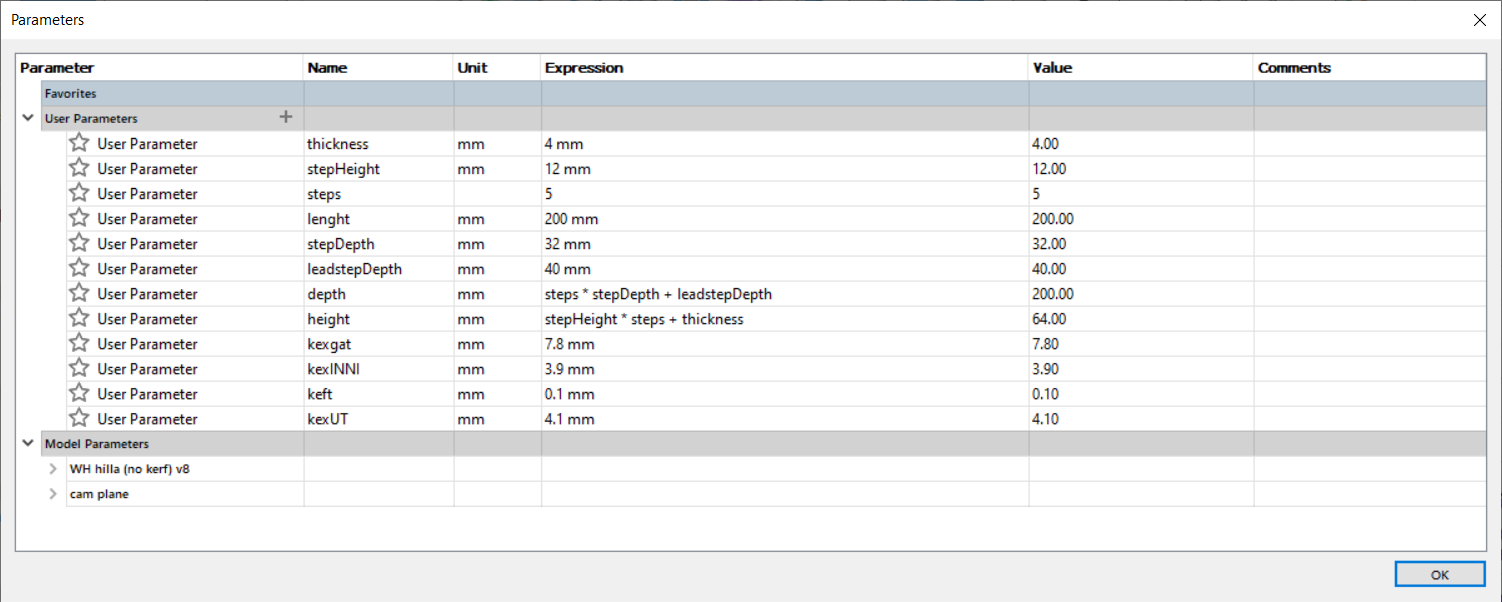 Parameters
Parameter Name Unit Expression Value Comments
Favorites
User Parameters +
User Parameter thickness mm 4 mm 4.00
User Parameter stepHeight mm 12 mm 12.00
User Parameter steps 5 5
User Parameter lenght mm 200 mm 200.00
User Parameter stepDepth mm 32 mm 32.00
User Parameter leadstepDepth mm 40 mm 40.00
User Parameter depth mm steps * stepDepth + leadstepDepth 200.00
User Parameter height mm stepHeight * steps + thickness 64.00
User Parameter kexgat mm 7.8 mm 7.80
User Parameter kexINNI mm 3.9 mm 3.90
User Parameter keft mm 0.1 mm 0.10
User Parameter kexUT mm 4.1 mm 4.10
Model Parameters
WH hilla (no kerf) v8
cam plane
OK